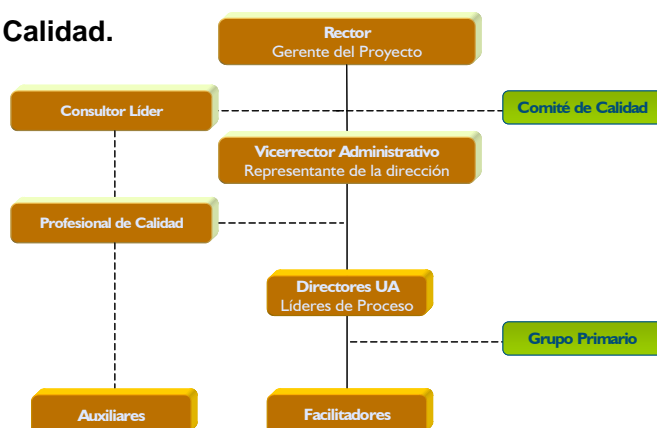 Calidad.
Rector
Gerente del Proyecto
Consultor Líder
Comité de Calidad
Vicerrector Administrativo
Representante de la dirección
Profesional de Calidad
Directores UA
Líderes de Proceso
Grupo Primario
Auxiliares
Facilitadores